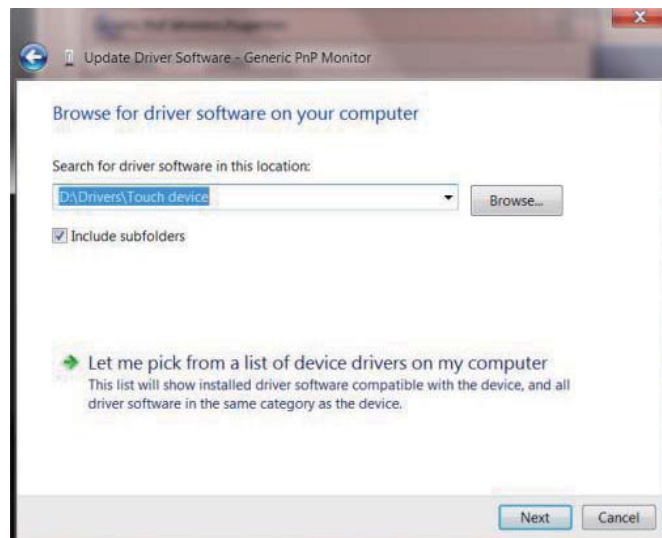 Update Driver Software - Generic PnP Monitor
Browse for driver software on your computer
Search for driver software in this location:
D:\Drivers\Touch device
Browse...
Include subfolders
Let me pick from a list of device drivers on my computer
This list will show installed driver software compatible with the device, and all
driver software in the same category as the device.
Next
Cancel